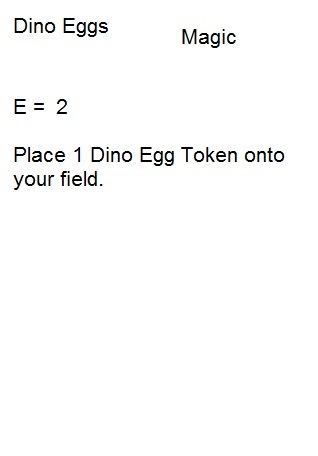 Dino Eggs
Magic
E = 2
Place 1 Dino Egg Token onto
your field.